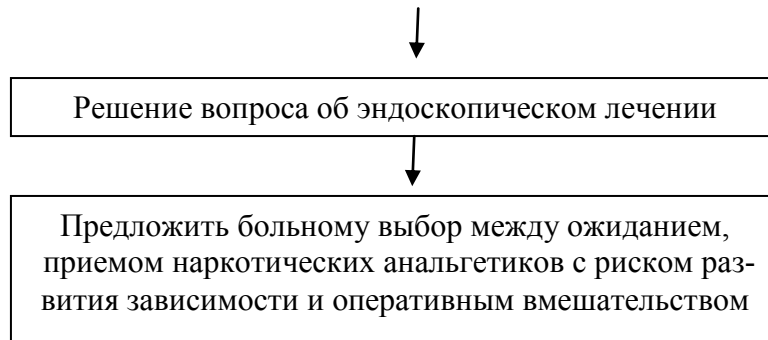 Решение вопроса об эндоскопическом лечении
Предложить больному выбор между ожиданием,
приемом наркотических анальгетиков с риском раз-
вития зависимости и оперативным вмешательством